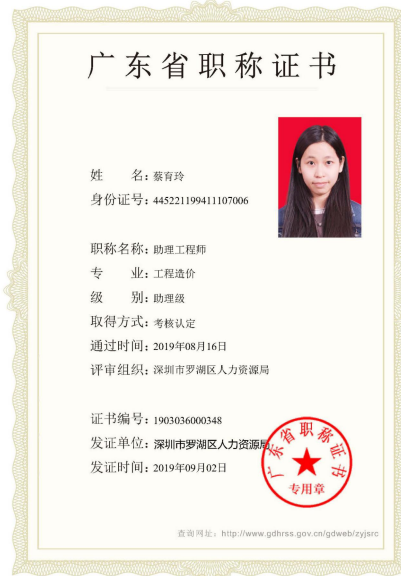 广东省职称证书
姓 名：蔡育玲
身份证号：445221199411107006
职称名称：助理工程师
专 业：工程造价
级 别：助理级
取得方式：考核认定
通过时间：2019年08月16日
评审组织：深圳市罗湖区人力资源局
证书编号：1903036000348
发证单位：深圳市罗湖区人力资源局
发证时间：2019年09月02日
广东省职称证书
专用章
查询网址：http://www.gdhrss.gov.cn/gdweb/zyjsrc